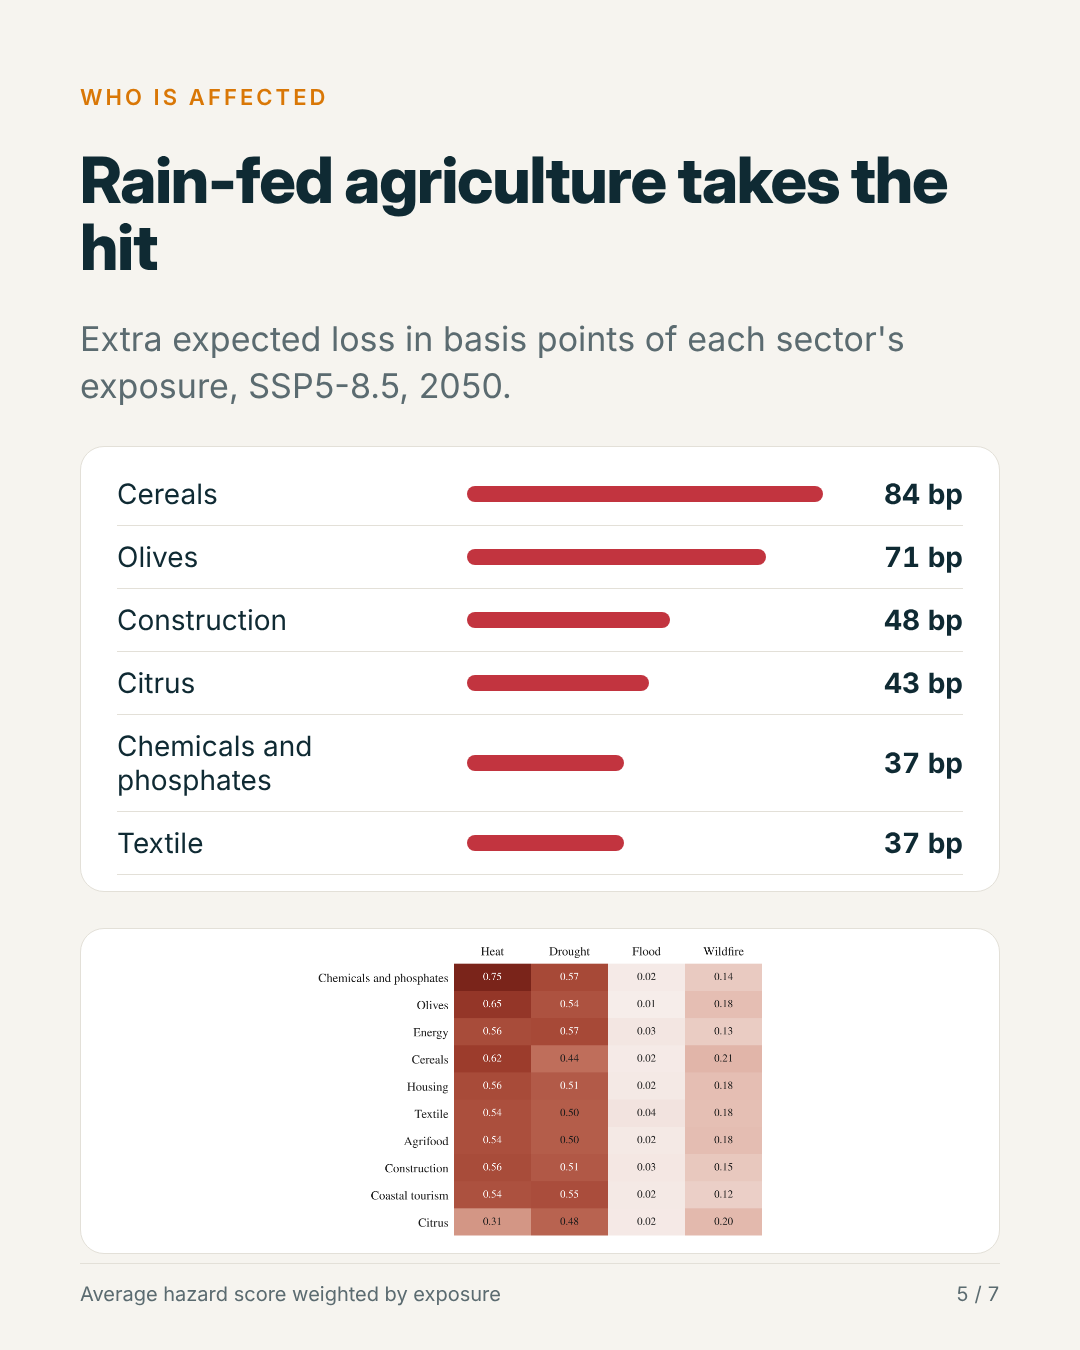 WHO IS AFFECTED
Rain-fed agriculture takes the
hit
Extra expected loss in basis points of each sector's
exposure, SSP5-8.5, 2050.
Cereals 84 bp
Olives 71 bp
Construction 48 bp
Citrus 43 bp
Chemicals and
phosphates 37 bp
Textile 37 bp
Heat Drought Flood Wildfire
Chemicals and phosphates 0.75 0.57 0.02 0.14
Olives 0.65 0.54 0.01 0.18
Energy 0.56 0.57 0.03 0.13
Cereals 0.62 0.44 0.02 0.21
Housing 0.56 0.51 0.02 0.18
Textile 0.54 0.50 0.04 0.18
Agrifood 0.54 0.50 0.02 0.18
Construction 0.56 0.51 0.03 0.15
Coastal tourism 0.54 0.55 0.02 0.12
Citrus 0.31 0.48 0.02 0.20
Average hazard score weighted by exposure 5 / 7